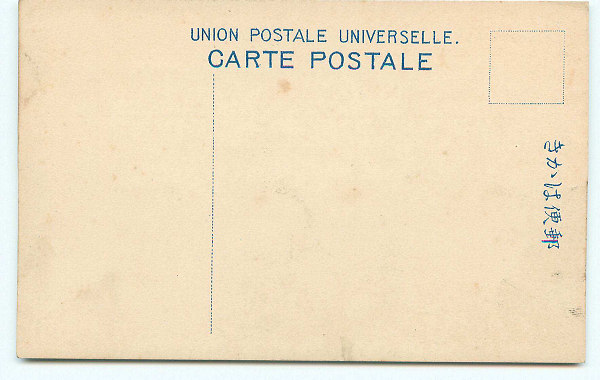 UNION POSTALE UNIVERSELLE.
CARTE POSTALE
郵便はかき